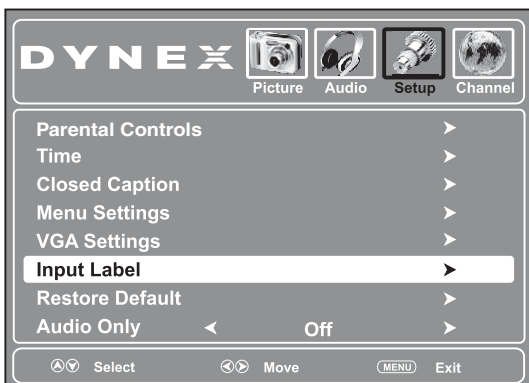 DYNEX
Picture Audio Setup Channel
Parental Controls
Time
Closed Caption
Menu Settings
VGA Settings
Input Label
Restore Default
Audio Only Off
Select Move MENU Exit